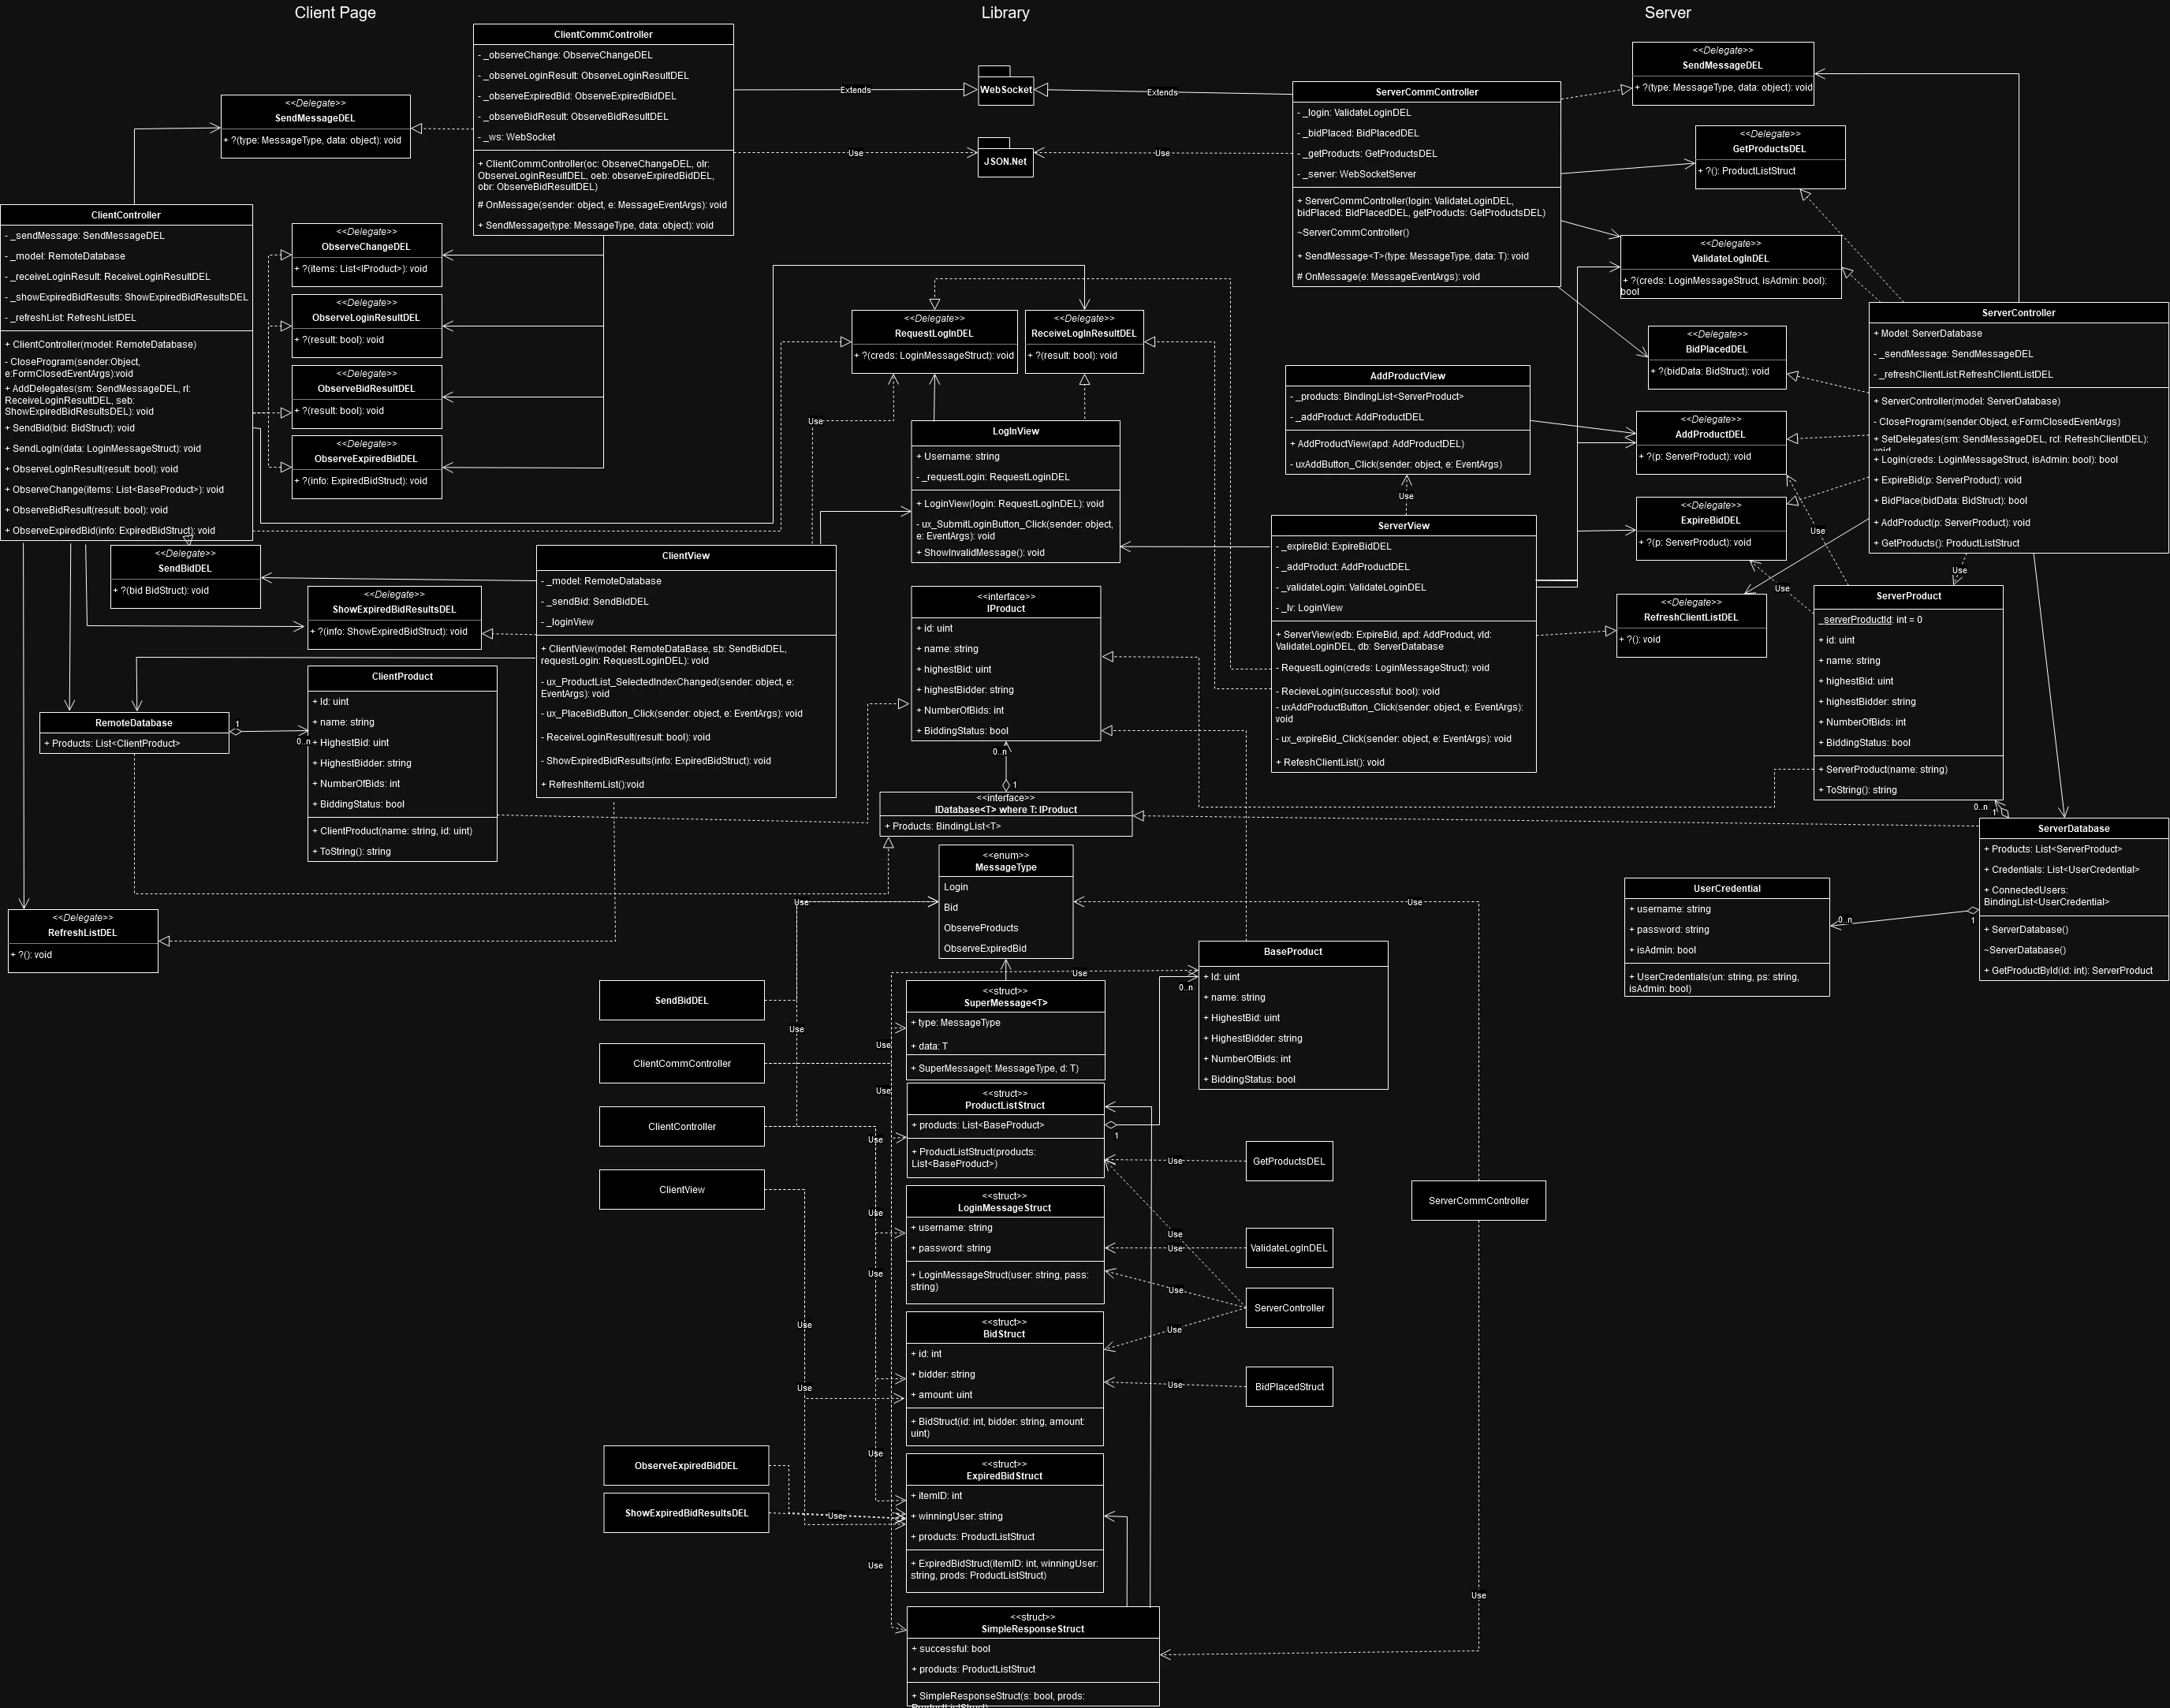 Client Page
Library
Server
ClientCommController
- _observeChange: ObserveChangeDEL
- _observeLoginResult: ObserveLoginResultDEL
- _observeExpiredBid: ObserveExpiredBidDEL
- _observeBidResult: ObserveBidResultDEL
- _ws: WebSocket
+ ClientCommController(oc: ObserveChangeDEL, olr:
ObserveLoginResultDEL, oeb: observeExpiredBidDEL,
obr: ObserveBidResultDEL)
# OnMessage(sender: object, e: MessageEventArgs): void
+ SendMessage(type: MessageType, data: object): void
<<Delegate>>
SendMessageDEL
+ ?(type: MessageType, data: object): void
Extends
WebSocket
Extends
Use
JSON.Net
Use
ServerCommController
- _login: ValidateLoginDEL
- _bidPlaced: BidPlacedDEL
- _getProducts: GetProductsDEL
- _server: WebSocketServer
+ ServerCommController(login: ValidateLoginDEL,
bidPlaced: BidPlacedDEL, getProducts: GetProductsDEL)
~ServerCommController()
+ SendMessage<T>(type: MessageType, data: T): void
# OnMessage(e: MessageEventArgs): void
<<Delegate>>
SendMessageDEL
+ ?(type: MessageType, data: object): void
<<Delegate>>
GetProductsDEL
+ ?(): ProductListStruct
<<Delegate>>
ValidateLogInDEL
+ ?(creds: LoginMessageStruct, isAdmin: bool):
bool
<<Delegate>>
BidPlacedDEL
+ ?(bidData: BidStruct): void
<<Delegate>>
AddProductDEL
+ ?(p: ServerProduct): void
<<Delegate>>
ExpireBidDEL
+ ?(p: ServerProduct): void
<<Delegate>>
RefreshClientListDEL
+ ?(): void
ServerController
+ Model: ServerDatabase
- _sendMessage: SendMessageDEL
- _refreshClientList:RefreshClientListDEL
+ ServerController(model: ServerDatabase)
- CloseProgram(sender:Object, e:FormClosedEventArgs)
+ SetDelegates(sm: SendMessageDEL, rcl: RefreshClientDEL):
void
+ Login(creds: LoginMessageStruct, isAdmin: bool): bool
+ ExpireBid(p: ServerProduct): void
+ BidPlace(bidData: BidStruct): bool
+ AddProduct(p: ServerProduct): void
+ GetProducts(): ProductListStruct
Use
Use
Use
ClientController
- _sendMessage: SendMessageDEL
- _model: RemoteDatabase
- _receiveLoginResult: ReceiveLoginResultDEL
- _showExpiredBidResults: ShowExpiredBidResultsDEL
- _refreshList: RefreshListDEL
+ ClientController(model: RemoteDatabase)
- CloseProgram(sender:Object,
e:FormClosedEventArgs):void
+ AddDelegates(sm: SendMessageDEL, rl:
ReceiveLoginResultDEL, seb:
ShowExpiredBidResultsDEL): void
+ SendBid(bid: BidStruct): void
+ SendLogIn(data: LoginMessageStruct): void
+ ObserveLogInResult(result: bool): void
+ ObserveChange(items: List<BaseProduct>): void
+ ObserveBidResult(result: bool): void
+ ObserveExpiredBid(info: ExpiredBidStruct): void
<<Delegate>>
ObserveChangeDEL
+ ?(items: List<IProduct>): void
<<Delegate>>
ObserveLoginResultDEL
+ ?(result: bool): void
<<Delegate>>
ObserveBidResultDEL
+ ?(result: bool): void
<<Delegate>>
ObserveExpiredBidDEL
+ ?(info: ExpiredBidStruct): void
<<Delegate>>
RequestLogInDEL
+ ?(creds: LoginMessageStruct): void
<<Delegate>>
ReceiveLogInResultDEL
+ ?(result: bool): void
Use
LogInView
+ Username: string
- _requestLogin: RequestLoginDEL
+ LoginView(login: RequestLogInDEL): void
- ux_SubmitLoginButton_Click(sender: object,
e: EventArgs): void
+ ShowInvalidMessage(): void
AddProductView
- _products: BindingList<ServerProduct>
- _addProduct: AddProductDEL
+ AddProductView(apd: AddProductDEL)
- uxAddButton_Click(sender: object, e: EventArgs)
Use
ServerView
- _expireBid: ExpireBidDEL
- _addProduct: AddProductDEL
- _validateLogin: ValidateLoginDEL
- _lv: LoginView
+ ServerView(edb: ExpireBid, apd: AddProduct, vld:
ValidateLoginDEL, db: ServerDatabase
- RequestLogin(creds: LoginMessageStruct): void
- RecieveLogin(successful: bool): void
- uxAddProductButton_Click(sender: object, e: EventArgs):
void
- ux_expireBid_Click(sender: object, e: EventArgs): void
+ RefeshClientList(): void
<<Delegate>>
SendBidDEL
+ ?(bid BidStruct): void
<<Delegate>>
ShowExpiredBidResultsDEL
+ ?(info: ShowExpiredBidStruct): void
ClientView
- _model: RemoteDatabase
- _sendBid: SendBidDEL
- _loginView
+ ClientView(model: RemoteDataBase, sb: SendBidDEL,
requestLogin: RequestLoginDEL): void
- ux_ProductList_SelectedIndexChanged(sender: object, e:
EventArgs): void
- ux_PlaceBidButton_Click(sender: object, e: EventArgs): void
- ReceiveLoginResult(result: bool): void
- ShowExpiredBidResults(info: ExpiredBidStruct): void
+ RefreshItemList():void
<<interface>>
IProduct
+ id: uint
+ name: string
+ highestBid: uint
+ highestBidder: string
+ NumberOfBids: int
+ BiddingStatus: bool
0..n
1
<<interface>>
IDatabase<T> where T: IProduct
+ Products: BindingList<T>
ServerProduct
_serverProductId: int = 0
+ id: uint
+ name: string
+ highestBid: uint
+ highestBidder: string
+ NumberOfBids: int
+ BiddingStatus: bool
+ ServerProduct(name: string)
+ ToString(): string
0..n
1
ServerDatabase
+ Products: List<ServerProduct>
+ Credentials: List<UserCredential>
+ ConnectedUsers:
BindingList<UserCredential>
+ ServerDatabase()
~ServerDatabase()
+ GetProductById(id: int): ServerProduct
UserCredential
+ username: string
+ password: string
+ isAdmin: bool
+ UserCredentials(un: string, ps: string,
isAdmin: bool)
0..n
1
RemoteDatabase
+ Products: List<ClientProduct>
1
0..n
ClientProduct
+ Id: uint
+ name: string
+ HighestBid: uint
+ HighestBidder: string
+ NumberOfBids: int
+ BiddingStatus: bool
+ ClientProduct(name: string, id: uint)
+ ToString(): string
<<Delegate>>
RefreshListDEL
+ ?(): void
<<enum>>
MessageType
Login
Bid
ObserveProducts
ObserveExpiredBid
Use
Use
BaseProduct
+ Id: uint
+ name: string
+ HighestBid: uint
+ HighestBidder: string
+ NumberOfBids: int
+ BiddingStatus: bool
Use
0..n
SendBidDEL
Use
ClientCommController
ClientController
ClientView
<<struct>>
SuperMessage<T>
+ type: MessageType
+ data: T
+ SuperMessage(t: MessageType, d: T)
Use
Use
<<struct>>
ProductListStruct
+ products: List<BaseProduct>
+ ProductListStruct(products:
List<BaseProduct>)
1
Use
Use
GetProductsDEL
ServerCommController
Use
<<struct>>
LoginMessageStruct
+ username: string
+ password: string
+ LoginMessageStruct(user: string, pass:
string)
Use
Use
Use
Use
ValidateLogInDEL
ServerController
Use
<<struct>>
BidStruct
+ id: int
+ bidder: string
+ amount: uint
+ BidStruct(id: int, bidder: string, amount:
uint)
Use
Use
Use
Use
BidPlacedStruct
ObserveExpiredBidDEL
ShowExpiredBidResultsDEL
Use
Use
<<struct>>
ExpiredBidStruct
+ itemID: int
+ winningUser: string
+ products: ProductListStruct
+ ExpiredBidStruct(itemID: int, winningUser:
string, prods: ProductListStruct)
Use
Use
<<struct>>
SimpleResponseStruct
+ successful: bool
+ products: ProductListStruct
+ SimpleResponseStruct(s: bool, prods: